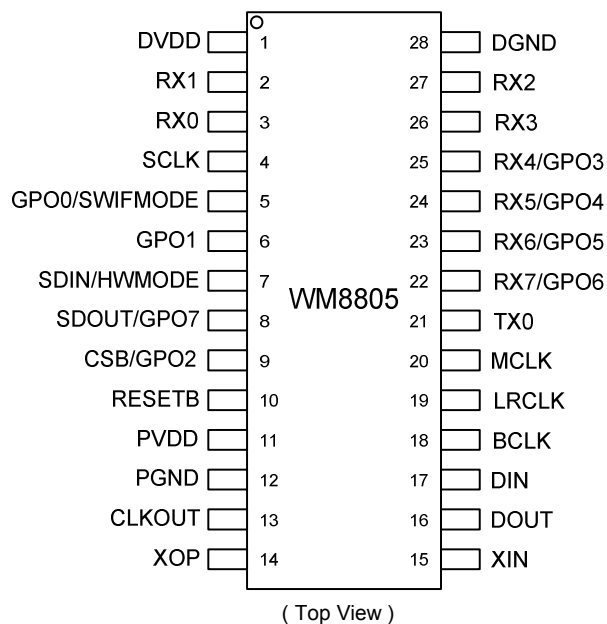 DVDD 1 28 DGND
RX1 2 27 RX2
RX0 3 26 RX3
SCLK 4 25 RX4/GPO3
GPO0/SWIFMODE 5 24 RX5/GPO4
GPO1 6 23 RX6/GPO5
SDIN/HWMODE 7 22 RX7/GPO6
WM8805
SDOUT/GPO7 8 21 TX0
CSB/GPO2 9 20 MCLK
RESETB 10 19 LRCLK
PVDD 11 18 BCLK
PGND 12 17 DIN
CLKOUT 13 16 DOUT
XOP 14 15 XIN
( Top View )